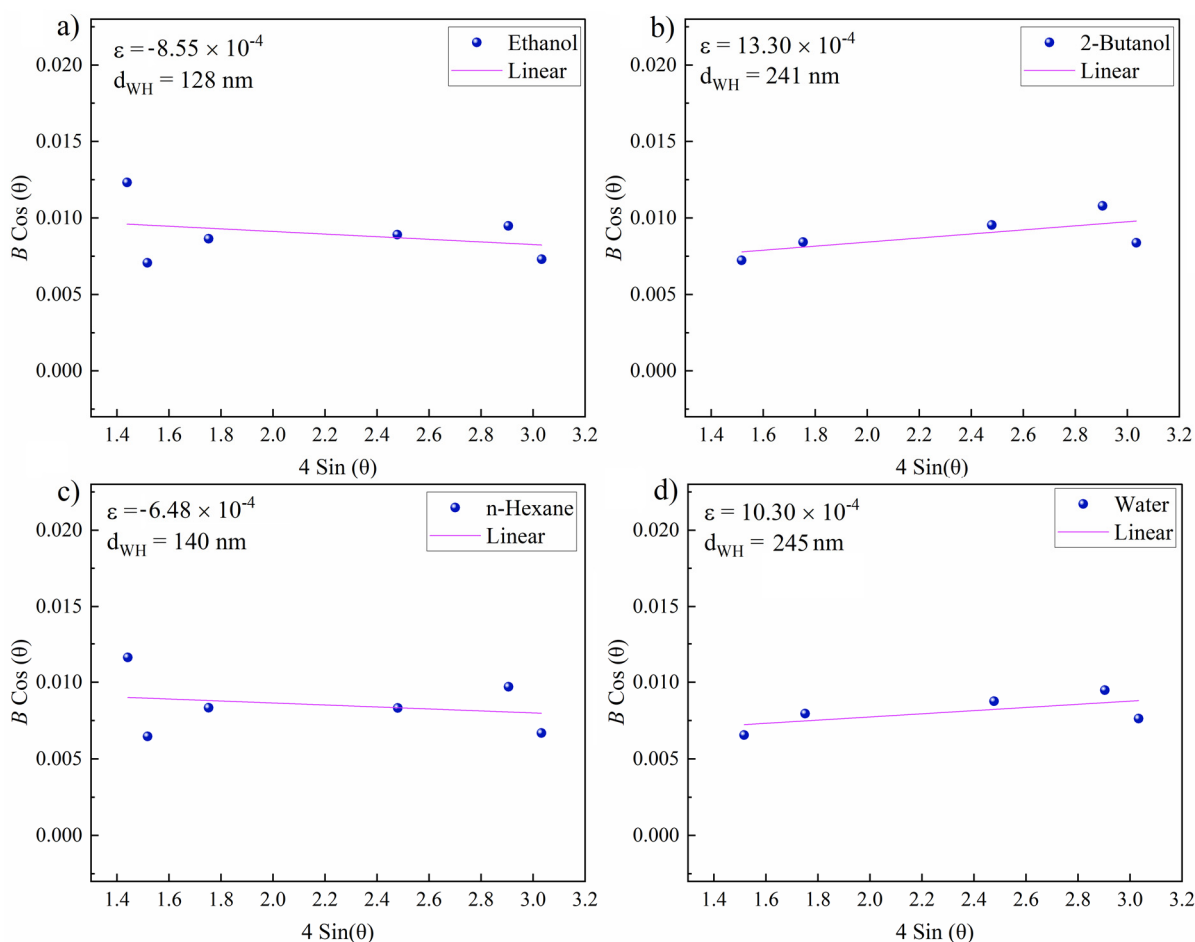 a)
ε = -8.55 × 10-4
dWH = 128 nm
Ethanol
Linear
0.020
0.015
0.010
0.005
0.000
B Cos (θ)
1.4 1.6 1.8 2.0 2.2 2.4 2.6 2.8 3.0 3.2
4 Sin (θ)
b)
ε = 13.30 × 10-4
dWH = 241 nm
2-Butanol
Linear
0.020
0.015
0.010
0.005
0.000
B Cos (θ)
1.4 1.6 1.8 2.0 2.2 2.4 2.6 2.8 3.0 3.2
4 Sin(θ)
c)
ε = -6.48 × 10-4
dWH = 140 nm
n-Hexane
Linear
0.020
0.015
0.010
0.005
0.000
B Cos (θ)
1.4 1.6 1.8 2.0 2.2 2.4 2.6 2.8 3.0 3.2
4 Sin(θ)
d)
ε = 10.30 × 10-4
dWH = 245 nm
Water
Linear
0.020
0.015
0.010
0.005
0.000
B Cos (θ)
1.4 1.6 1.8 2.0 2.2 2.4 2.6 2.8 3.0 3.2
4 Sin (θ)